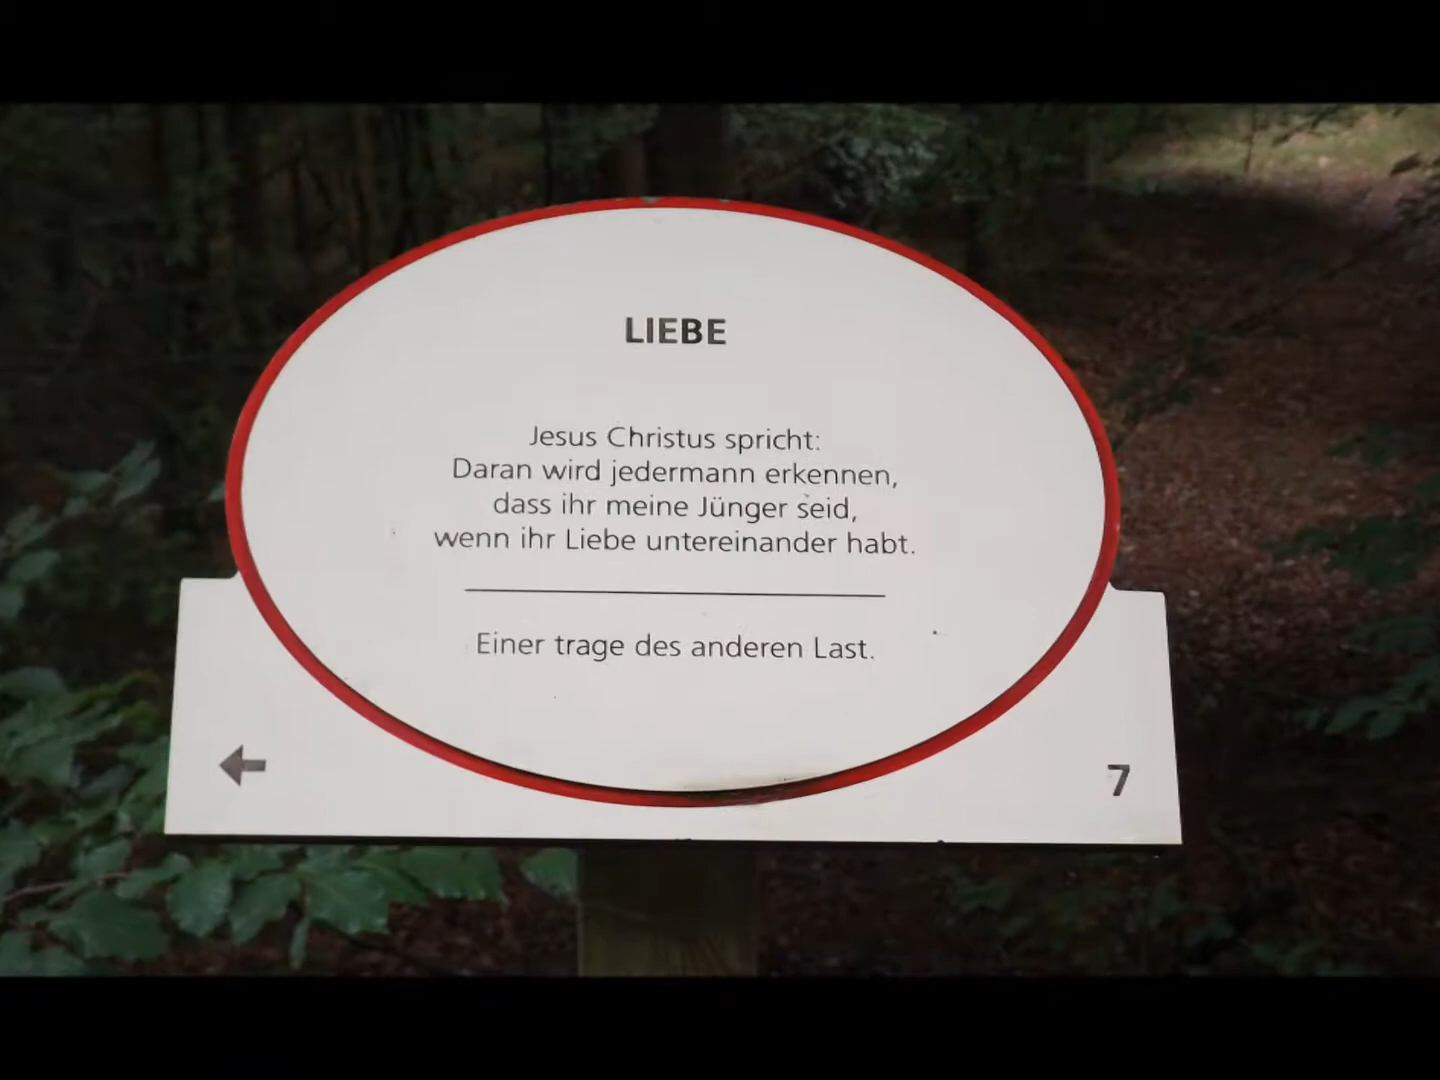 LIEBE
Jesus Christus spricht:
Daran wird jedermann erkennen,
dass ihr meine Jünger seid,
wenn ihr Liebe untereinander habt.
Einer trage des anderen Last.
7